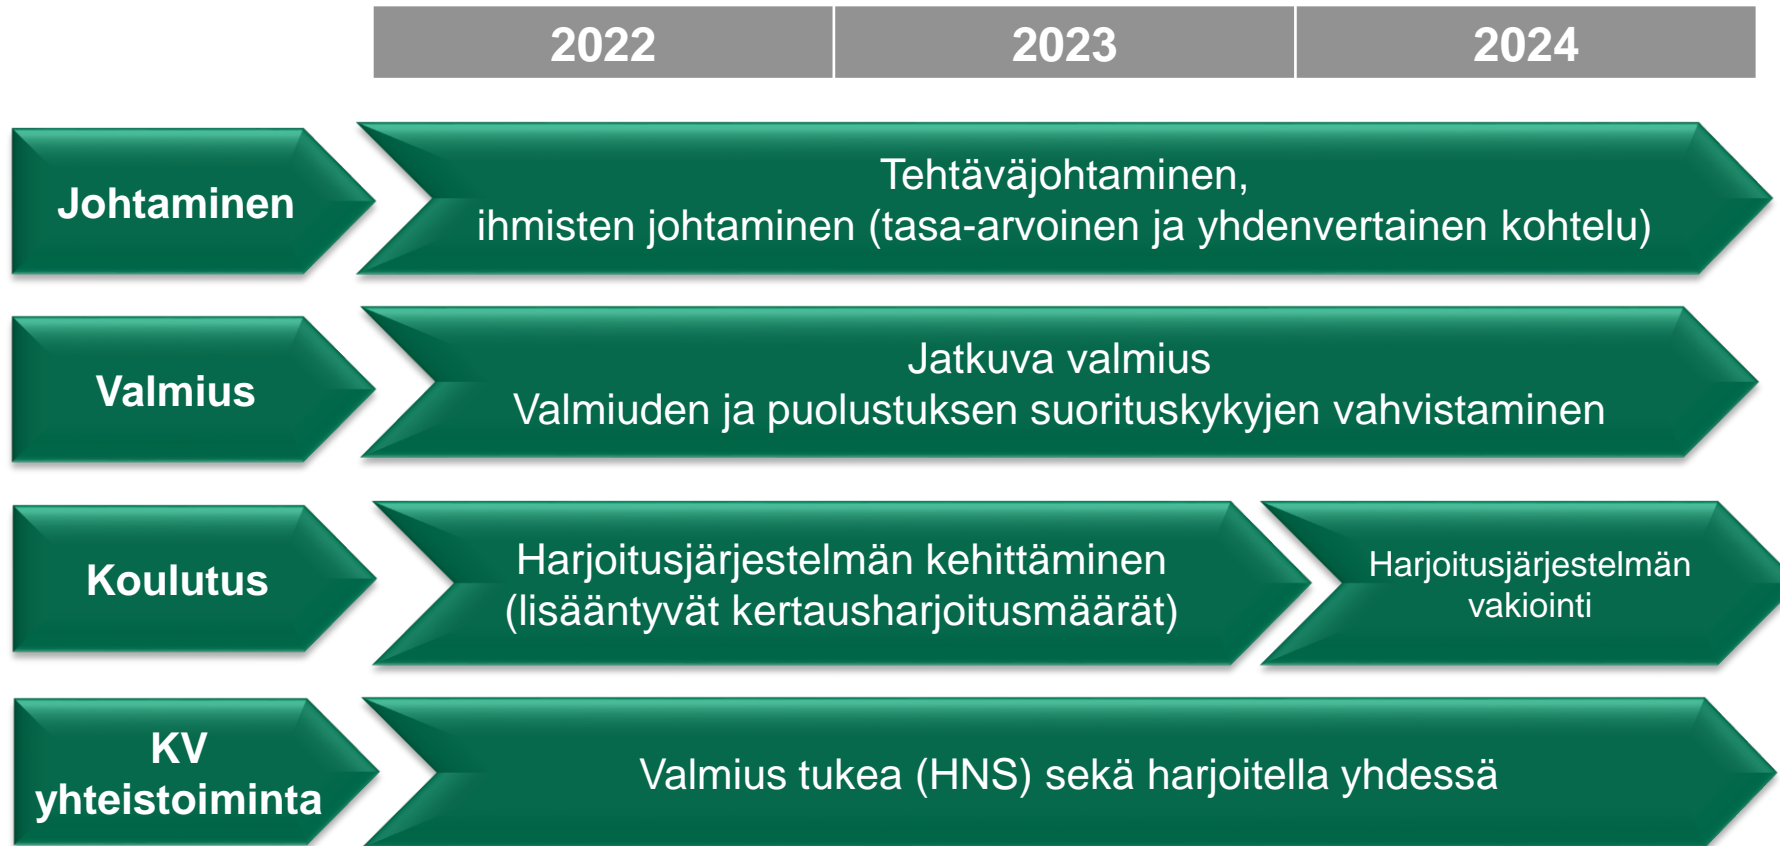 2022 2023 2024
Johtaminen
Tehtäväjohtaminen,
ihmisten johtaminen (tasa-arvoinen ja yhdenvertainen kohtelu)
Valmius
Jatkuva valmius
Valmiuden ja puolustuksen suorituskykyjen vahvistaminen
Koulutus
Harjoitusjärjestelmän kehittäminen
(lisääntyvät kertausharjoitusmäärät)
Harjoitusjärjestelmän
vakiointi
KV
yhteistoiminta
Valmius tukea (HNS) sekä harjoitella yhdessä